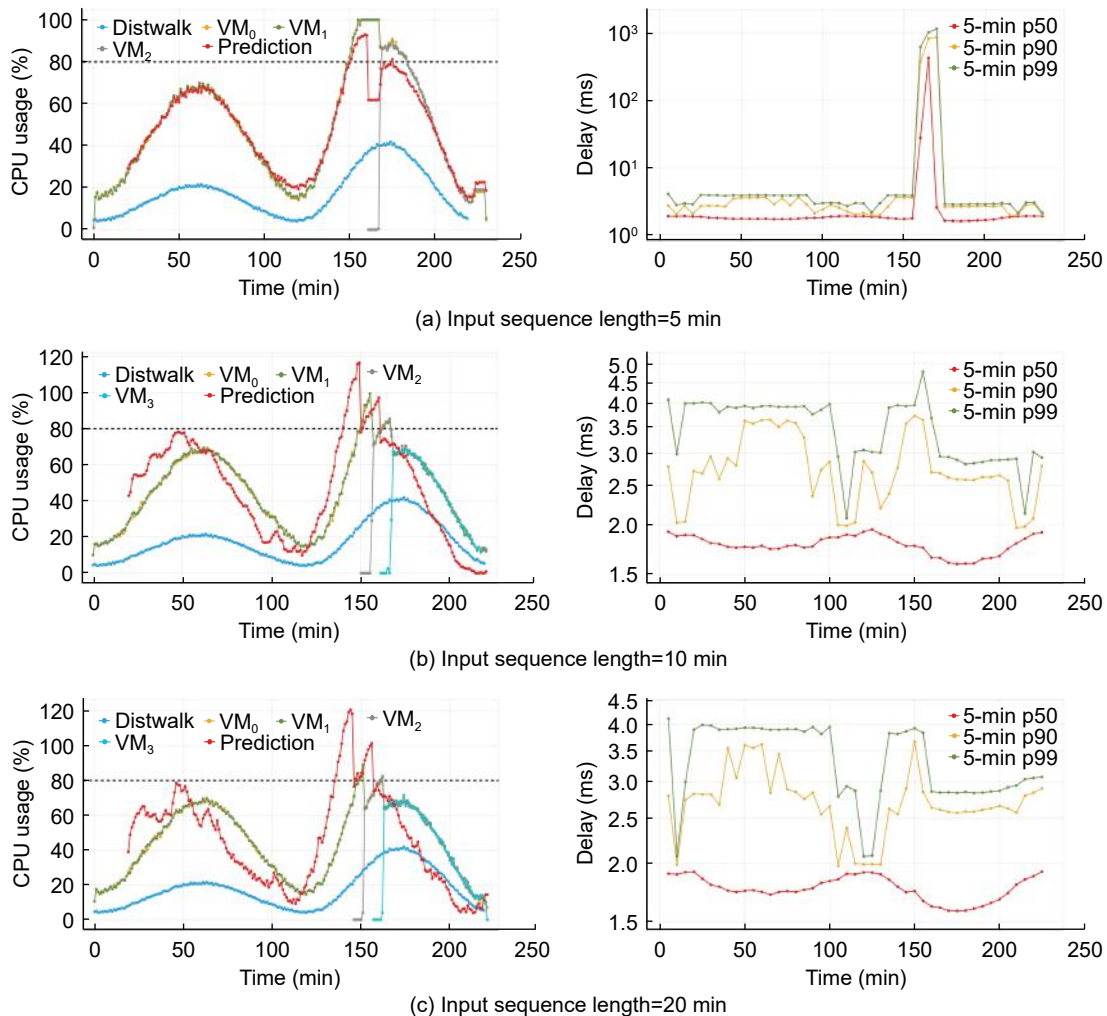 Distwalk VM₀ VM₁
VM₂ Prediction
CPU usage (%)
100
80
60
40
20
0
0 50 100 150 200 250
Time (min)
5-min p50
5-min p90
5-min p99
Delay (ms)
10³
10²
10¹
10⁰
0 50 100 150 200 250
Time (min)
(a) Input sequence length=5 min
Distwalk VM₀ VM₁ VM₂
VM₃ Prediction
CPU usage (%)
120
100
80
60
40
20
0
0 50 100 150 200 250
Time (min)
5-min p50
5-min p90
5-min p99
Delay (ms)
5.0
4.5
4.0
3.5
3.0
2.5
2.0
1.5
0 50 100 150 200 250
Time (min)
(b) Input sequence length=10 min
Distwalk VM₀ VM₁ VM₂
VM₃ Prediction
CPU usage (%)
120
100
80
60
40
20
0
0 50 100 150 200 250
Time (min)
5-min p50
5-min p90
5-min p99
Delay (ms)
4.5
4.0
3.5
3.0
2.5
2.0
1.5
0 50 100 150 200 250
Time (min)
(c) Input sequence length=20 min